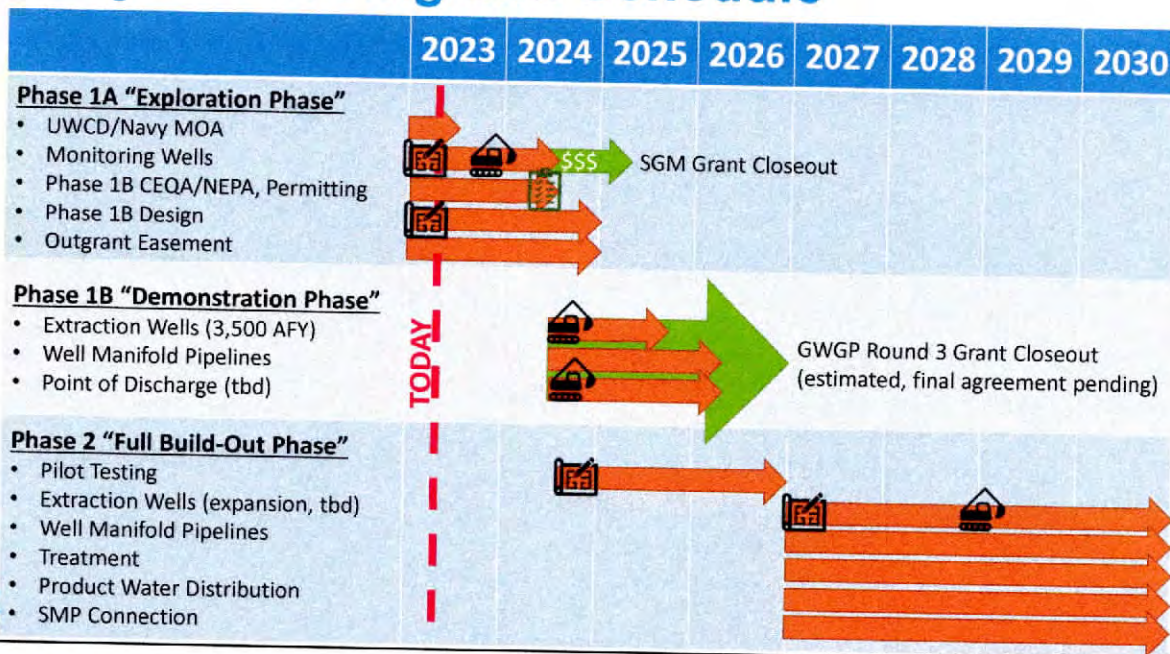 2023 2024 2025 2026 2027 2028 2029 2030
Phase 1A “Exploration Phase”
• UWCD/Navy MOA
• Monitoring Wells
• Phase 1B CEQA/NEPA, Permitting
• Phase 1B Design
• Outgrant Easement
$$$
SGM Grant Closeout
TODAY
Phase 1B “Demonstration Phase”
• Extraction Wells (3,500 AFY)
• Well Manifold Pipelines
• Point of Discharge (tbd)
GWGP Round 3 Grant Closeout
(estimated, final agreement pending)
Phase 2 “Full Build-Out Phase”
• Pilot Testing
• Extraction Wells (expansion, tbd)
• Well Manifold Pipelines
• Treatment
• Product Water Distribution
• SMP Connection